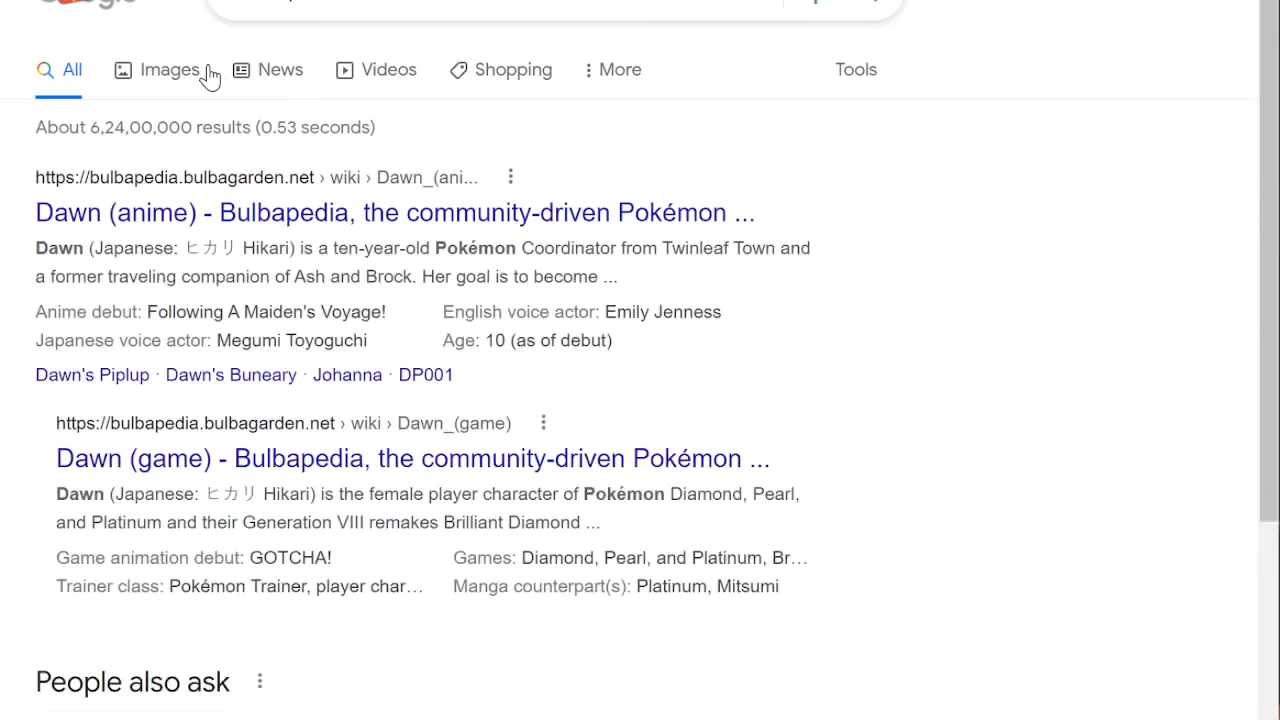 All Images News Videos Shopping More Tools
About 6,24,00,000 results (0.53 seconds)
https://bulbapedia.bulbagarden.net › wiki › Dawn_(ani...
Dawn (anime) - Bulbapedia, the community-driven Pokémon ...
Dawn (Japanese: ヒカリ Hikari) is a ten-year-old Pokémon Coordinator from Twinleaf Town and
a former traveling companion of Ash and Brock. Her goal is to become ...
Anime debut: Following A Maiden's Voyage! English voice actor: Emily Jenness
Japanese voice actor: Megumi Toyoguchi Age: 10 (as of debut)
Dawn's Piplup · Dawn's Buneary · Johanna · DP001
https://bulbapedia.bulbagarden.net › wiki › Dawn_(game)
Dawn (game) - Bulbapedia, the community-driven Pokémon ...
Dawn (Japanese: ヒカリ Hikari) is the female player character of Pokémon Diamond, Pearl,
and Platinum and their Generation VIII remakes Brilliant Diamond ...
Game animation debut: GOTCHA! Games: Diamond, Pearl, and Platinum, Br...
Trainer class: Pokémon Trainer, player char... Manga counterpart(s): Platinum, Mitsumi
People also ask